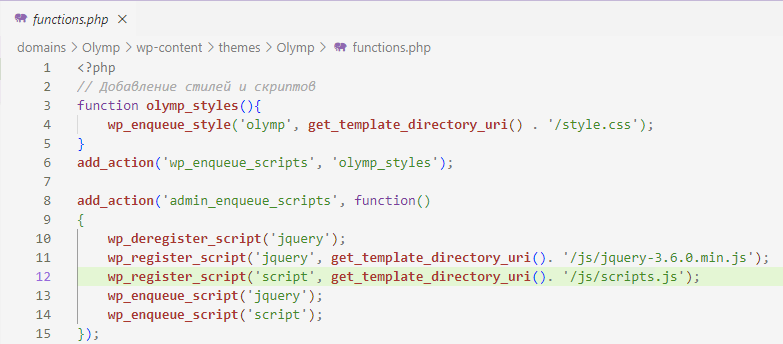 functions.php ×
domains > Olymp > wp-content > themes > Olymp > functions.php
1 <?php
2 // Добавление стилей и скриптов
3 function olymp_styles(){
4 wp_enqueue_style('olymp', get_template_directory_uri() . '/style.css');
5 }
6 add_action('wp_enqueue_scripts', 'olymp_styles');
7
8 add_action('admin_enqueue_scripts', function()
9 {
10 wp_deregister_script('jquery');
11 wp_register_script('jquery', get_template_directory_uri(). '/js/jquery-3.6.0.min.js');
12 wp_register_script('script', get_template_directory_uri(). '/js/scripts.js');
13 wp_enqueue_script('jquery');
14 wp_enqueue_script('script');
15 });